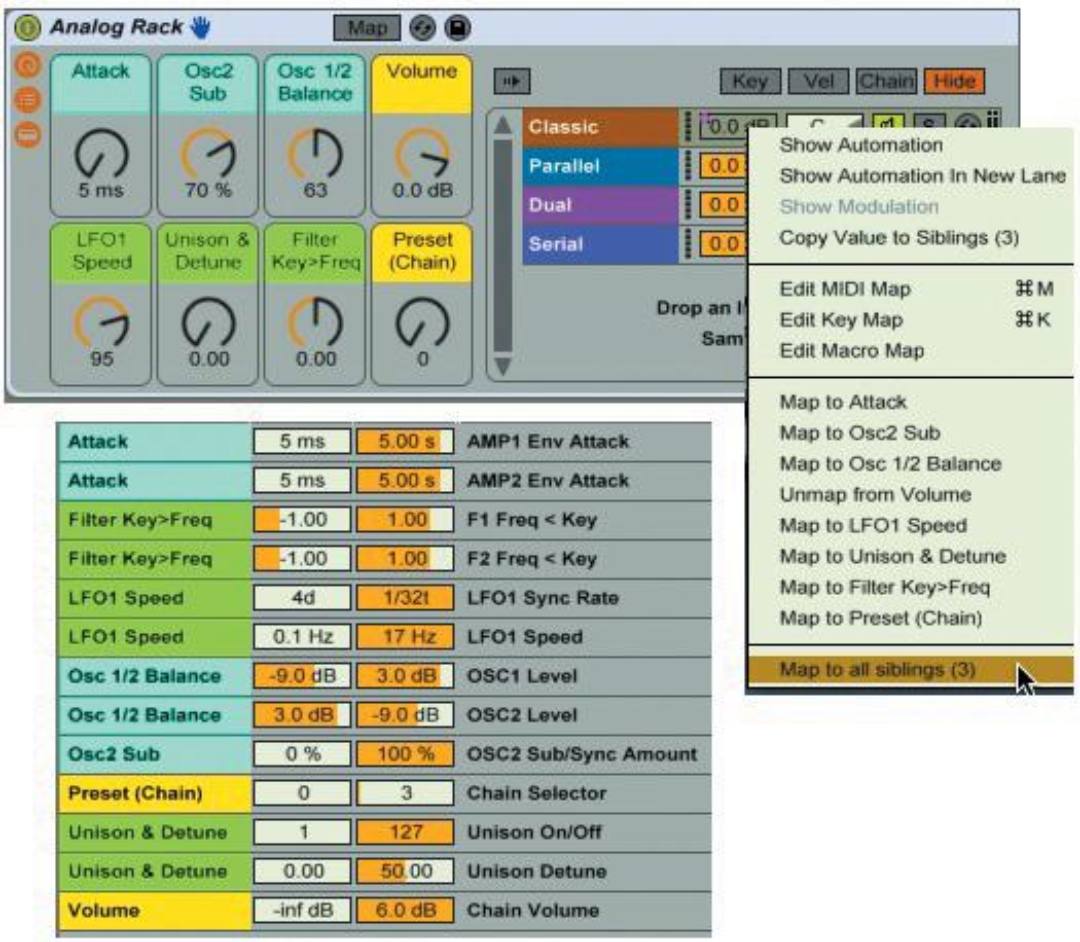 Analog Rack Map
Attack Osc2 Sub Osc 1/2 Balance Volume
5 ms 70 % 63 0.0 dB
LFO1 Speed Unison & Detune Filter Key>Freq Preset (Chain)
95 0.00 0.00 0
Key Vel Chain Hide
Classic 0.0 dB C S
Parallel 0.0
Dual 0.0
Serial 0.0
Drop an I
Sam
Show Automation
Show Automation In New Lane
Show Modulation
Copy Value to Siblings (3)
Edit MIDI Map ⌘M
Edit Key Map ⌘K
Edit Macro Map
Map to Attack
Map to Osc2 Sub
Map to Osc 1/2 Balance
Unmap from Volume
Map to LFO1 Speed
Map to Unison & Detune
Map to Filter Key>Freq
Map to Preset (Chain)
Map to all siblings (3)
Attack 5 ms 5.00 s AMP1 Env Attack
Attack 5 ms 5.00 s AMP2 Env Attack
Filter Key>Freq -1.00 1.00 F1 Freq < Key
Filter Key>Freq -1.00 1.00 F2 Freq < Key
LFO1 Speed 4d 1/32t LFO1 Sync Rate
LFO1 Speed 0.1 Hz 17 Hz LFO1 Speed
Osc 1/2 Balance -9.0 dB 3.0 dB OSC1 Level
Osc 1/2 Balance 3.0 dB -9.0 dB OSC2 Level
Osc2 Sub 0 % 100 % OSC2 Sub/Sync Amount
Preset (Chain) 0 3 Chain Selector
Unison & Detune 1 127 Unison On/Off
Unison & Detune 0.00 50.00 Unison Detune
Volume -inf dB 6.0 dB Chain Volume